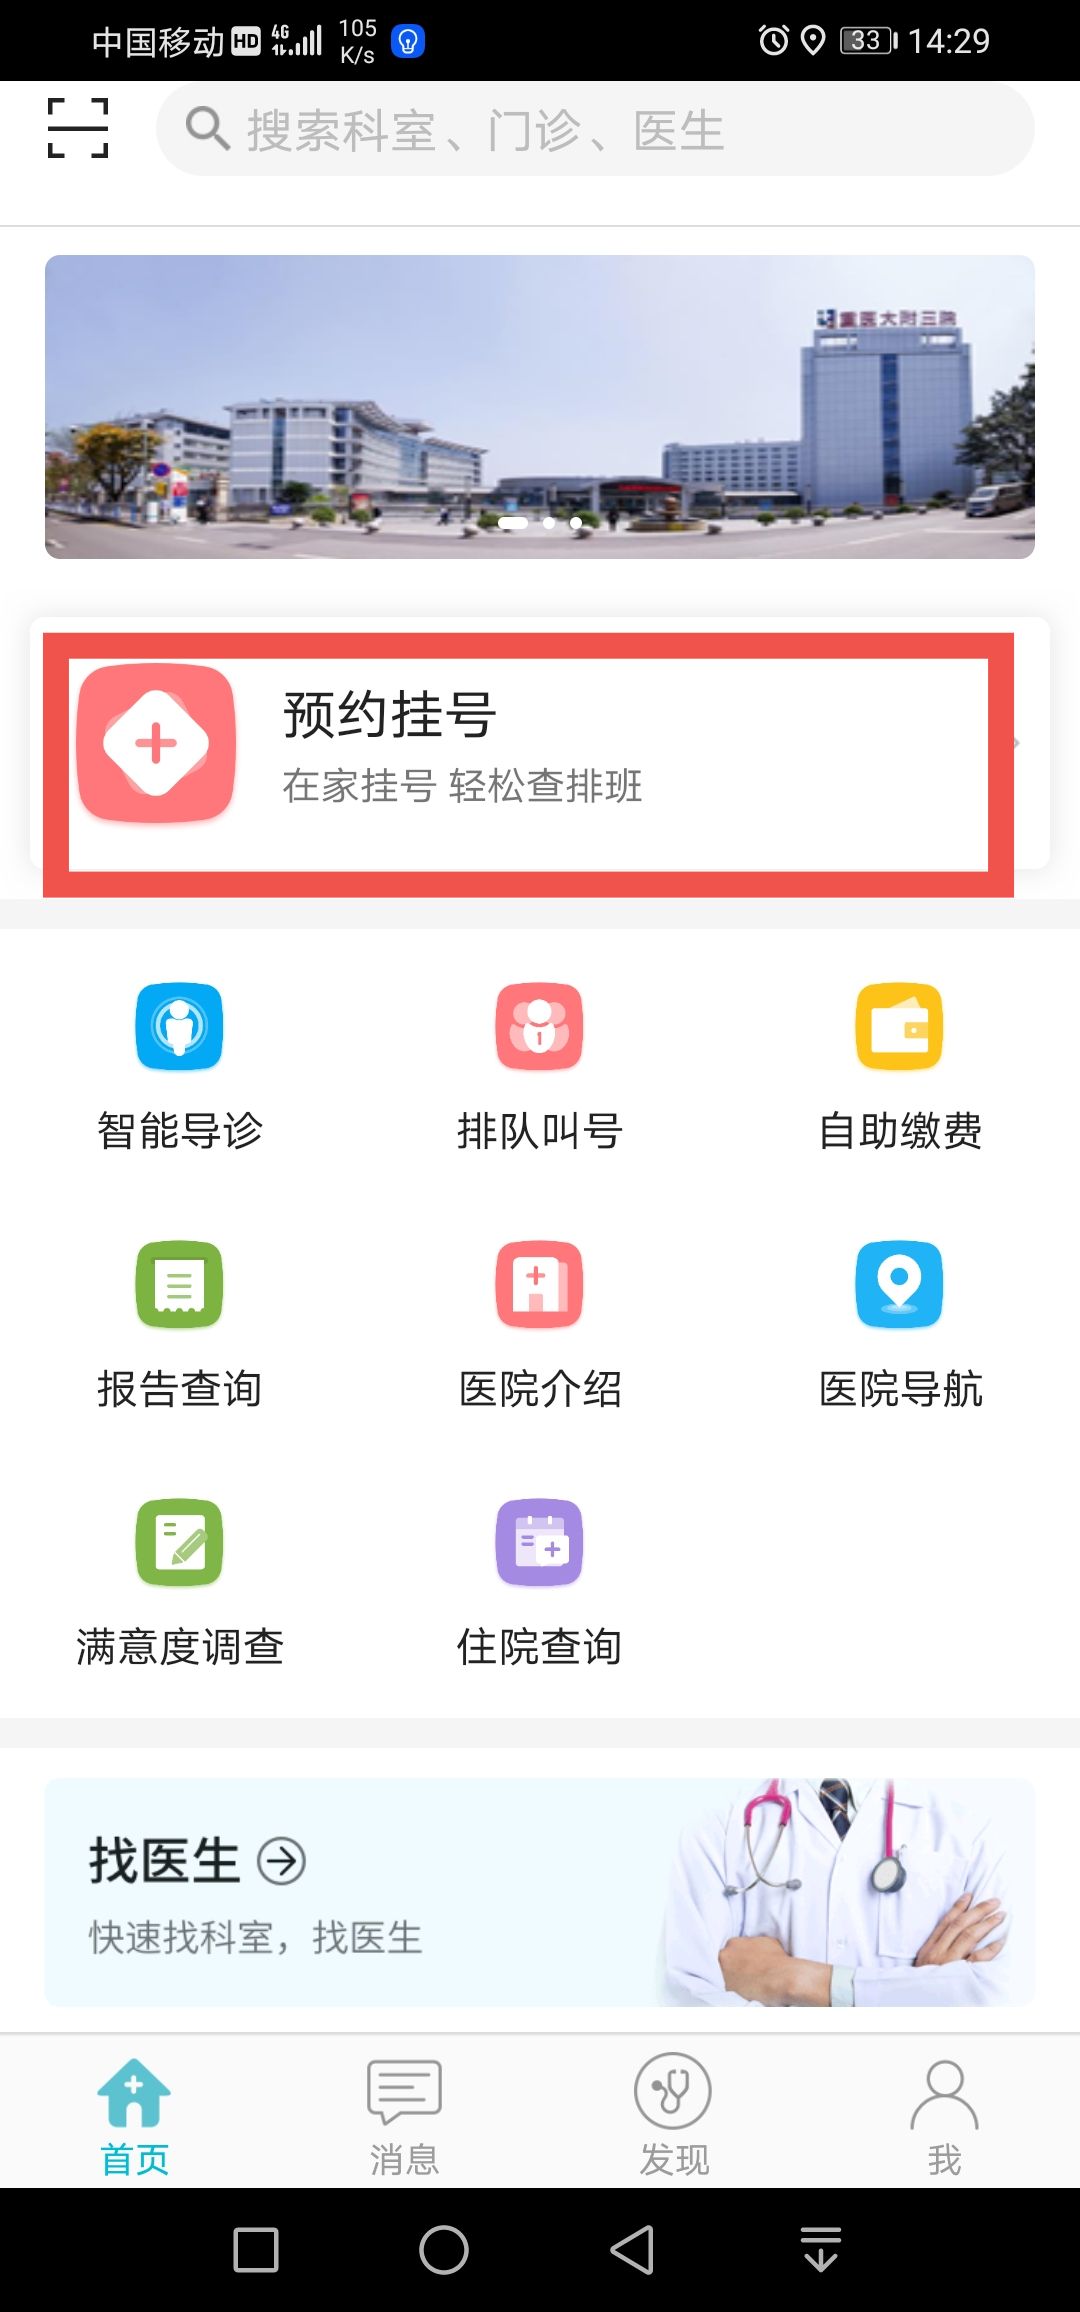 中国移动 HD 4G 105 K/s 33 14:29
搜索科室、门诊、医生
重医大附三院
预约挂号
在家挂号 轻松查排班
智能导诊 排队叫号 自助缴费
报告查询 医院介绍 医院导航
满意度调查 住院查询
找医生
快速找科室，找医生
首页 消息 发现 我